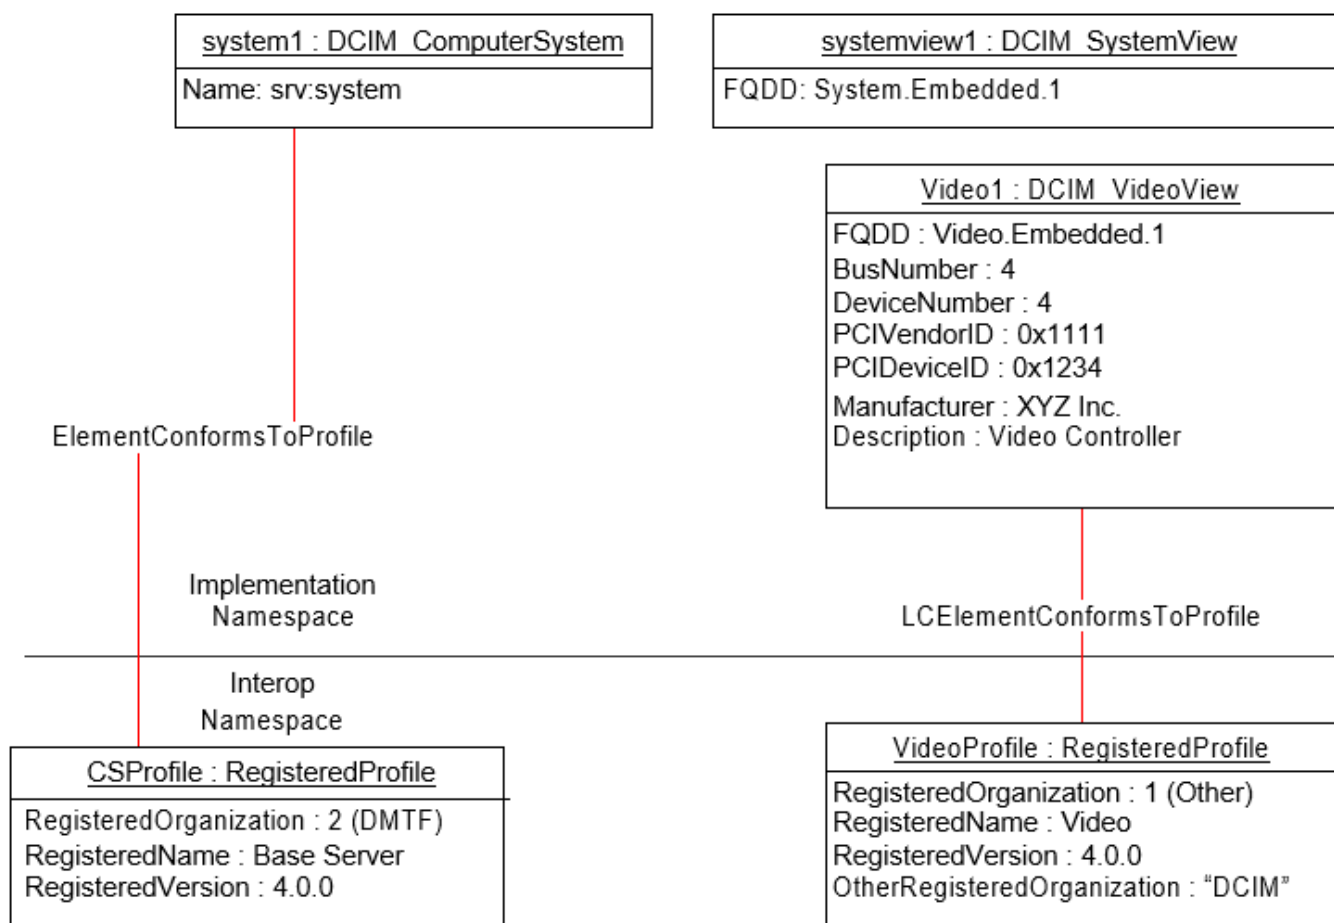 system1 : DCIM_ComputerSystem
Name: srv:system
systemview1 : DCIM_SystemView
FQDD: System.Embedded.1
Video1 : DCIM_VideoView
FQDD : Video.Embedded.1
BusNumber : 4
DeviceNumber : 4
PCIVendorID : 0x1111
PCIDeviceID : 0x1234
Manufacturer : XYZ Inc.
Description : Video Controller
ElementConformsToProfile
Implementation
Namespace
LCElementConformsToProfile
Interop
Namespace
CSProfile : RegisteredProfile
RegisteredOrganization : 2 (DMTF)
RegisteredName : Base Server
RegisteredVersion : 4.0.0
VideoProfile : RegisteredProfile
RegisteredOrganization : 1 (Other)
RegisteredName : Video
RegisteredVersion : 4.0.0
OtherRegisteredOrganization : “DCIM”